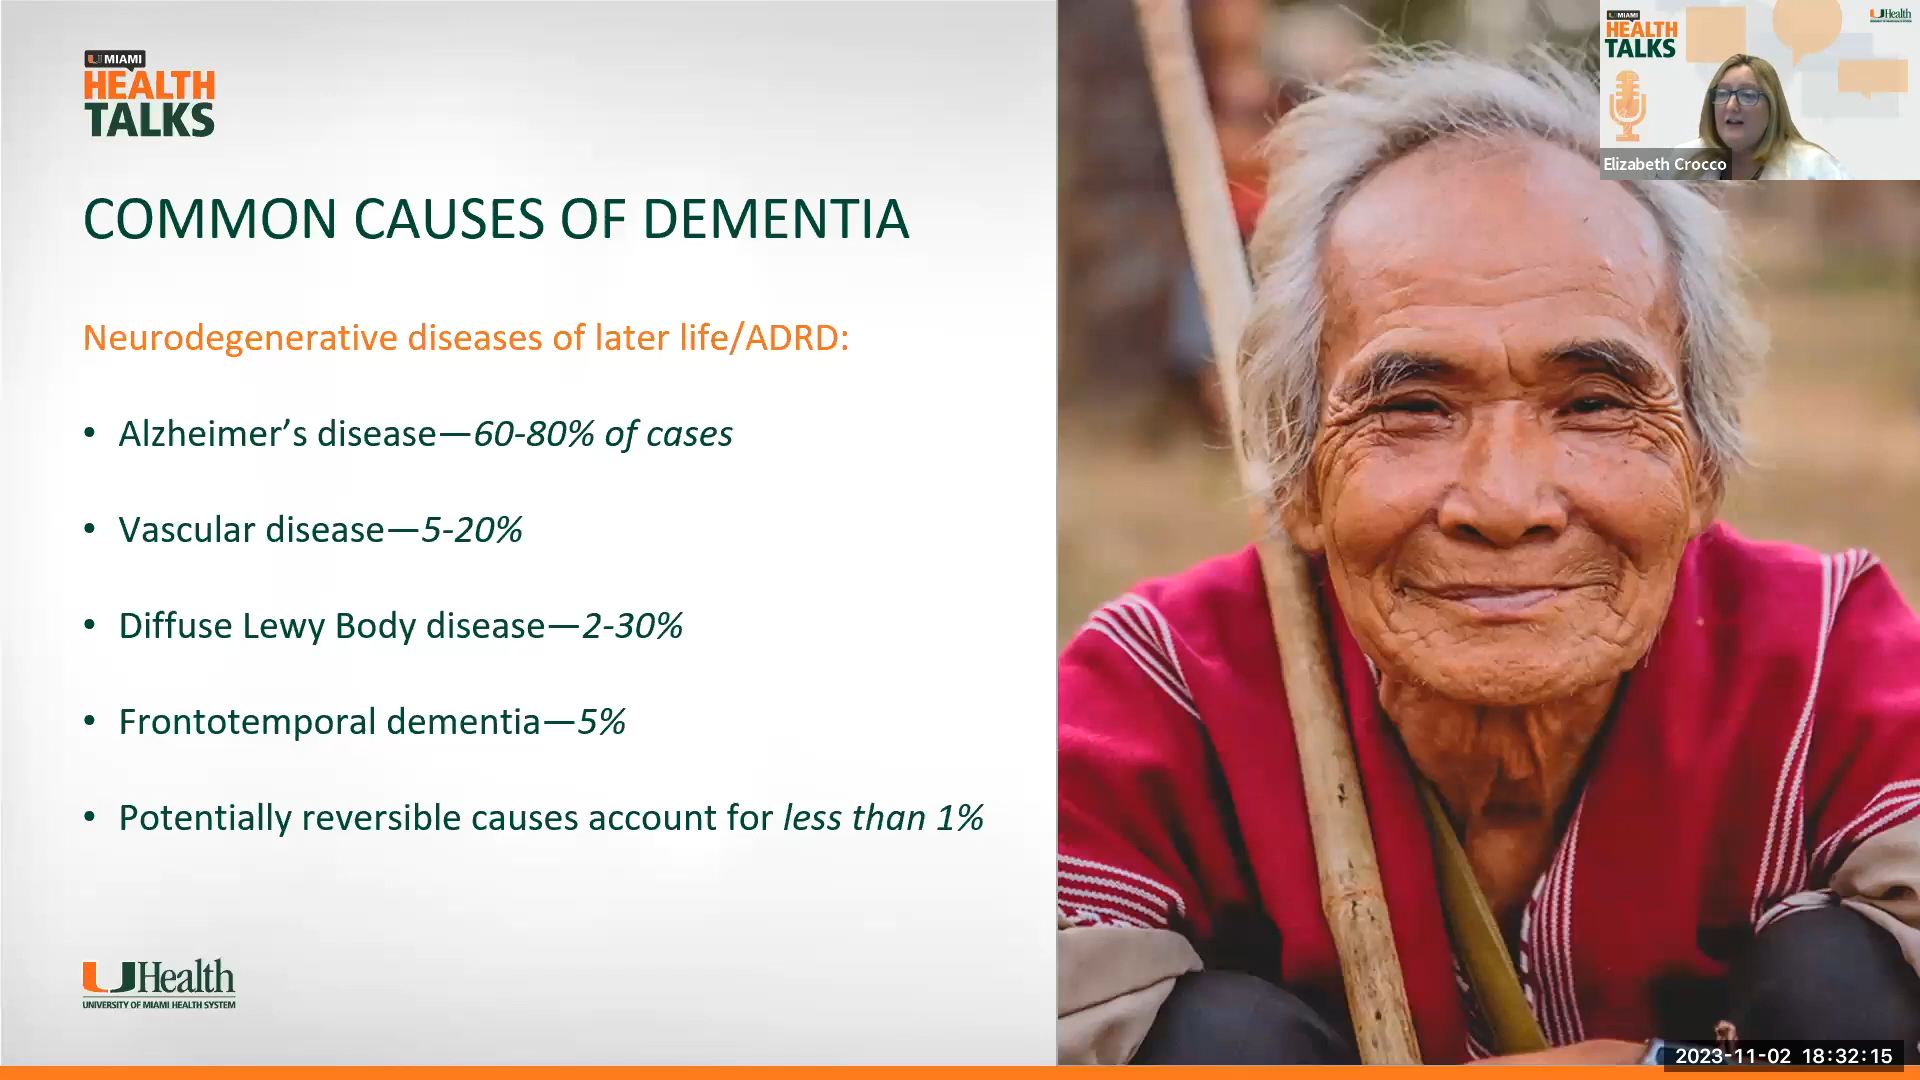 U MIAMI
HEALTH
TALKS
COMMON CAUSES OF DEMENTIA
Neurodegenerative diseases of later life/ADRD:
• Alzheimer’s disease—60-80% of cases
• Vascular disease—5-20%
• Diffuse Lewy Body disease—2-30%
• Frontotemporal dementia—5%
• Potentially reversible causes account for less than 1%
UHealth
UNIVERSITY OF MIAMI HEALTH SYSTEM
U MIAMI
HEALTH
TALKS
UHealth
Elizabeth Crocco
2023-11-02 18:32:15